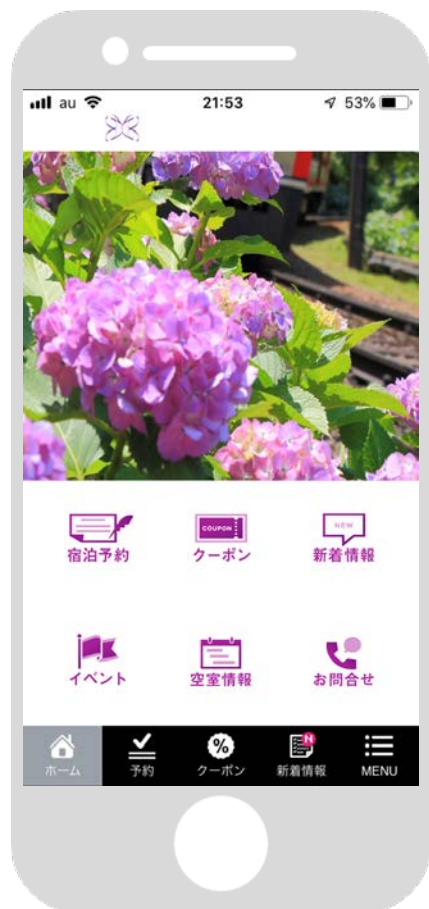 au 21:53 53%
宿泊予約
COUPON
クーポン
NEW
新着情報
イベント
空室情報
お問合せ
%
N
ホーム 予約 クーポン 新着情報 MENU